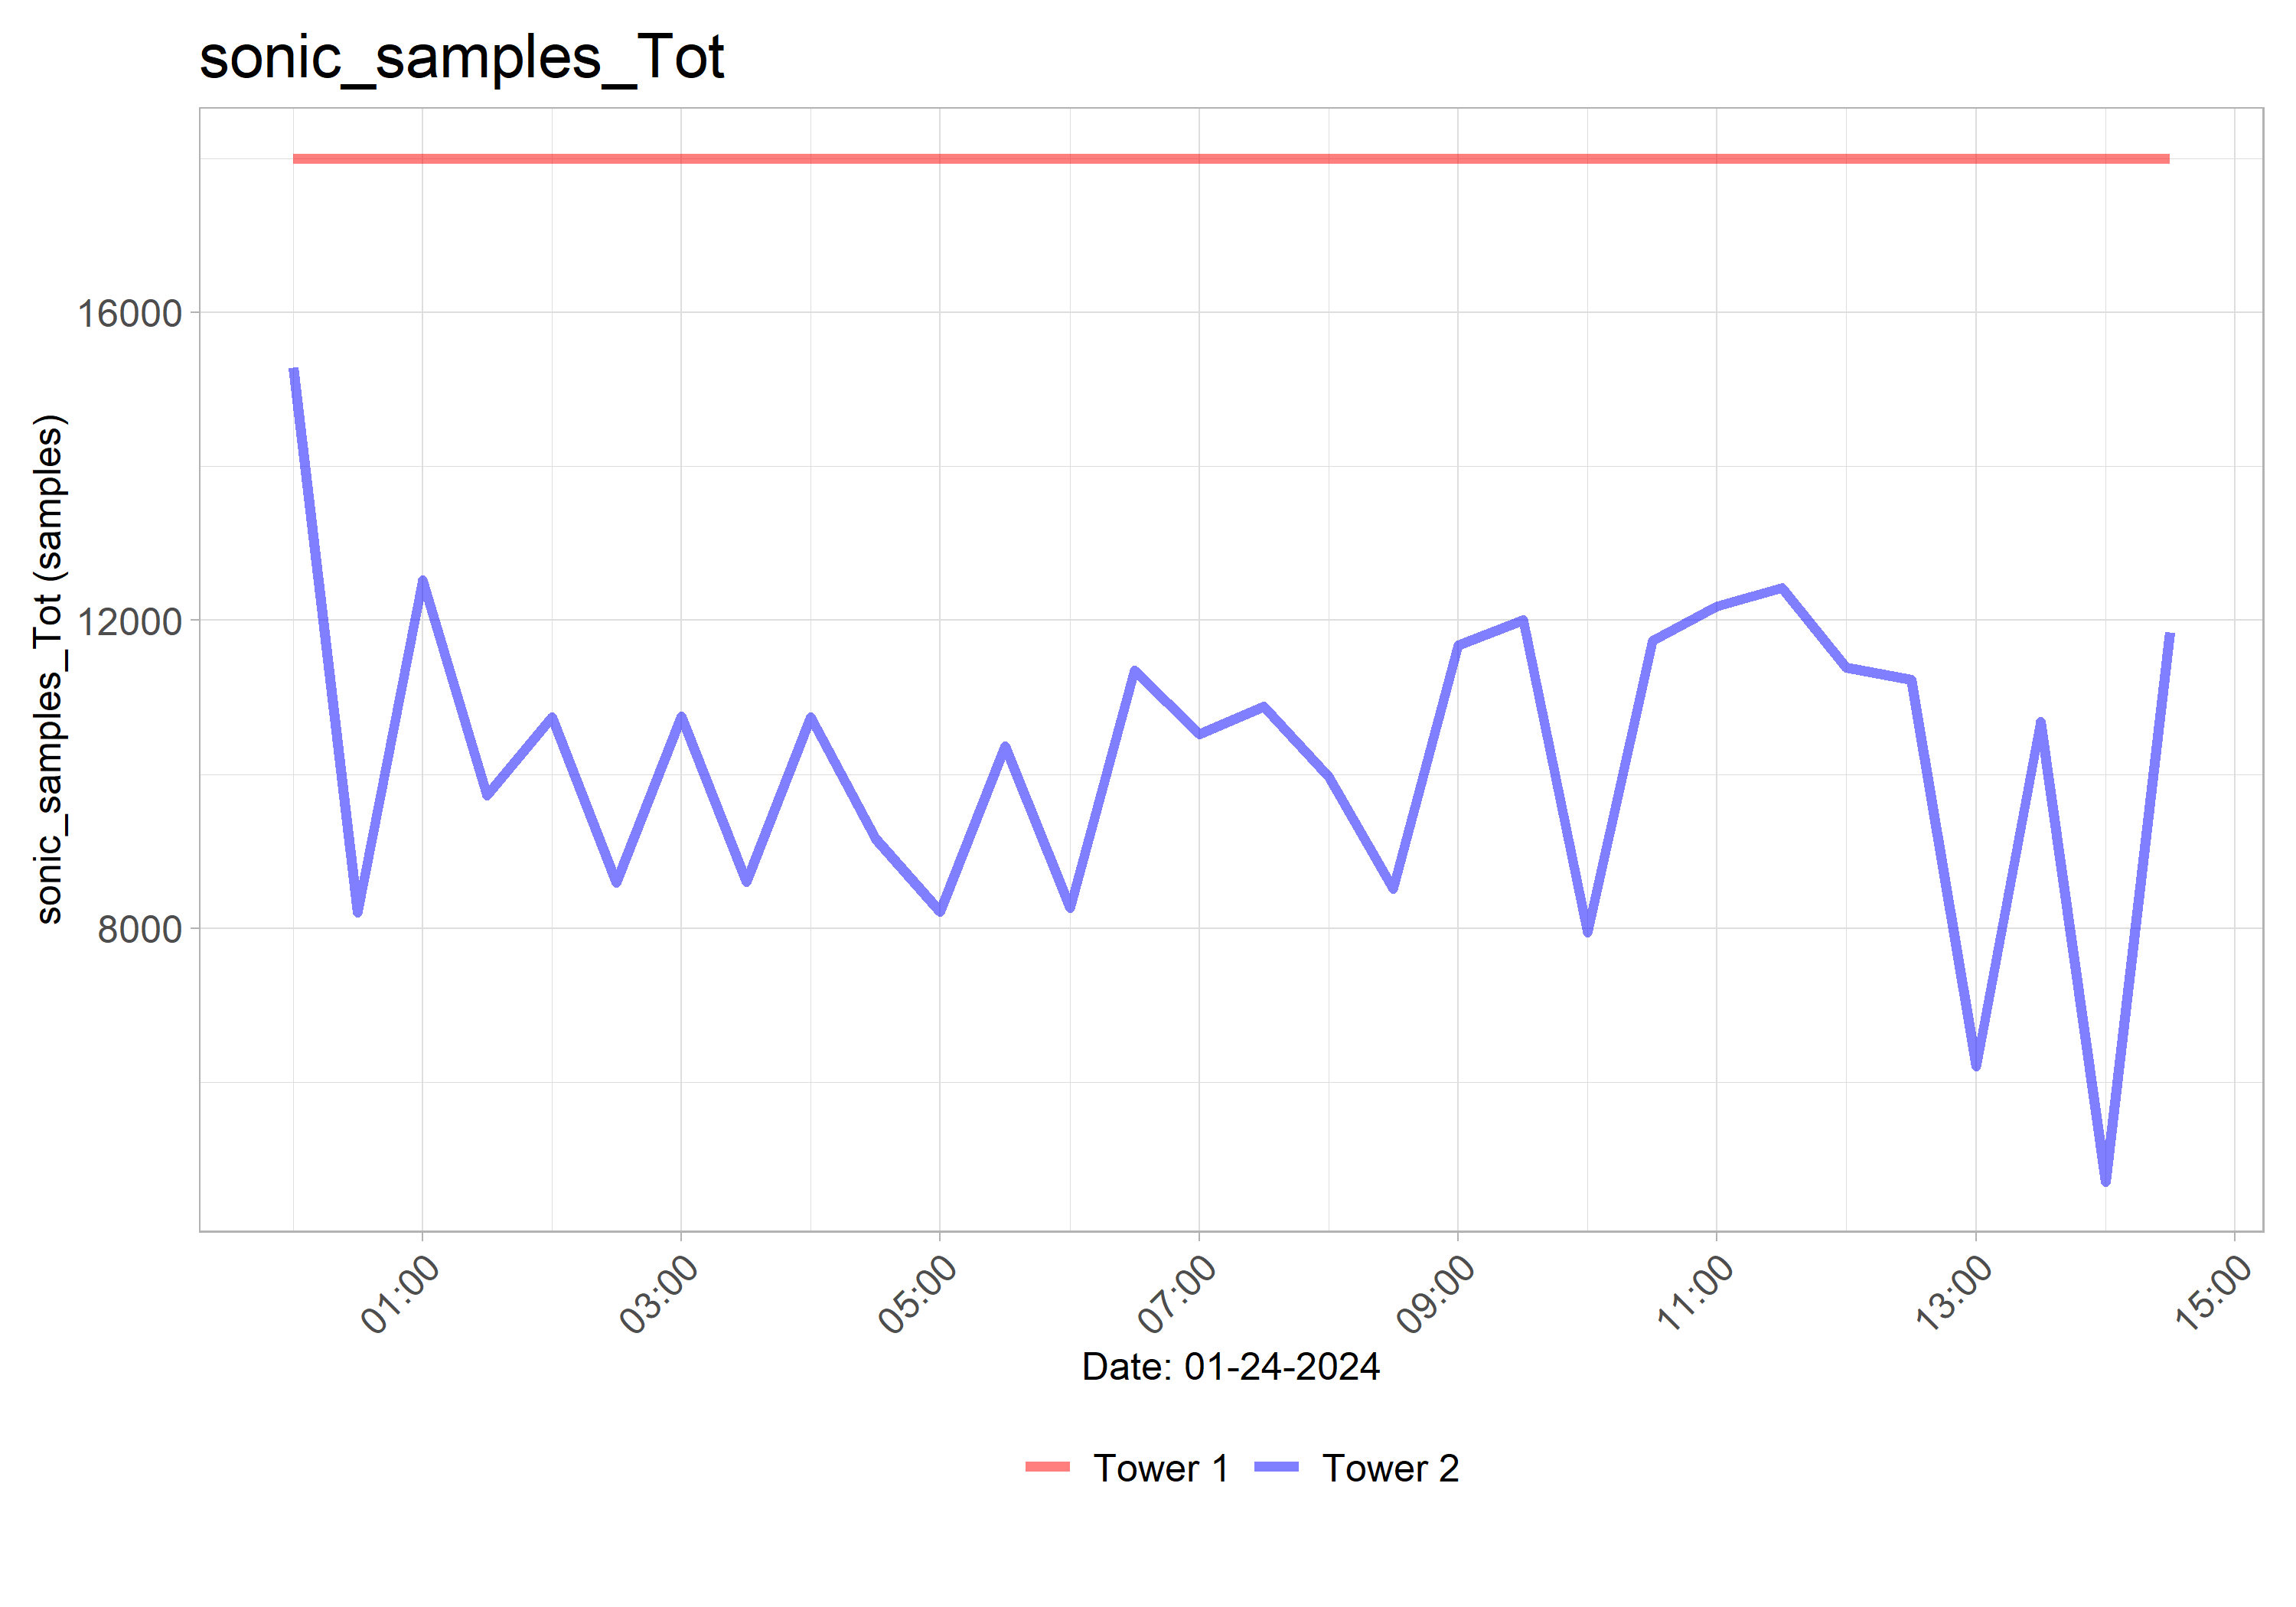 sonic_samples_Tot
sonic_samples_Tot (samples)
16000
12000
8000
01:00 03:00 05:00 07:00 09:00 11:00 13:00 15:00
Date: 01-24-2024
Tower 1 Tower 2